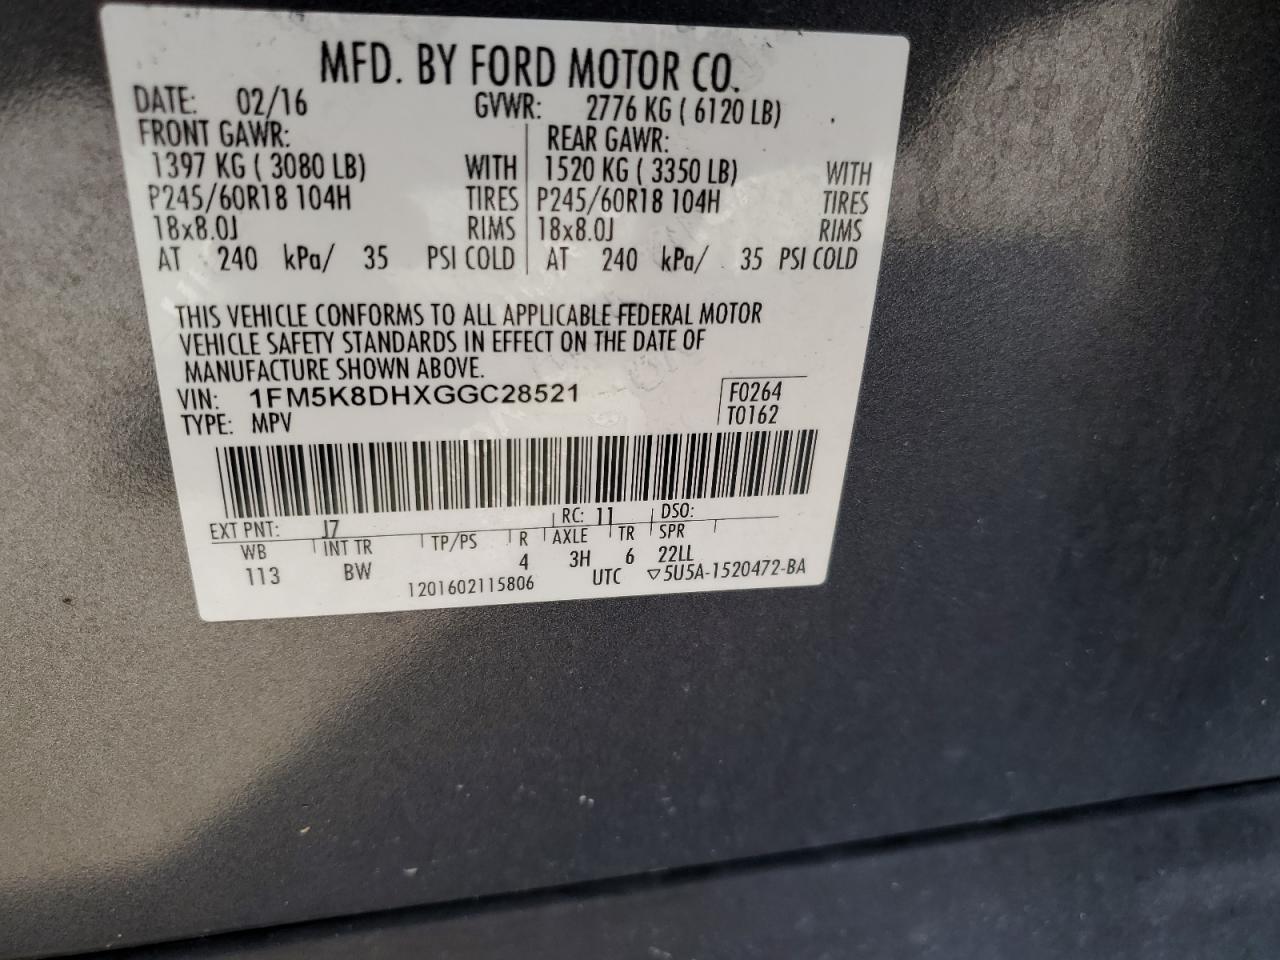 MFD. BY FORD MOTOR CO.
DATE: 02/16 GVWR: 2776 KG ( 6120 LB)
FRONT GAWR: REAR GAWR:
1397 KG ( 3080 LB) WITH 1520 KG ( 3350 LB) WITH
P245/60R18 104H TIRES P245/60R18 104H TIRES
18x8.0J RIMS 18x8.0J RIMS
AT 240 kPa/ 35 PSI COLD AT 240 kPa/ 35 PSI COLD
THIS VEHICLE CONFORMS TO ALL APPLICABLE FEDERAL MOTOR
VEHICLE SAFETY STANDARDS IN EFFECT ON THE DATE OF
MANUFACTURE SHOWN ABOVE.
VIN: 1FM5K8DHXGGC28521 F0264
TYPE: MPV T0162
EXT PNT: J7 RC: 11 DSO:
WB INT TR TP/PS R AXLE TR SPR
113 BW 4 3H 6 22LL
1201602115806 UTC ▽5U5A-1520472-BA